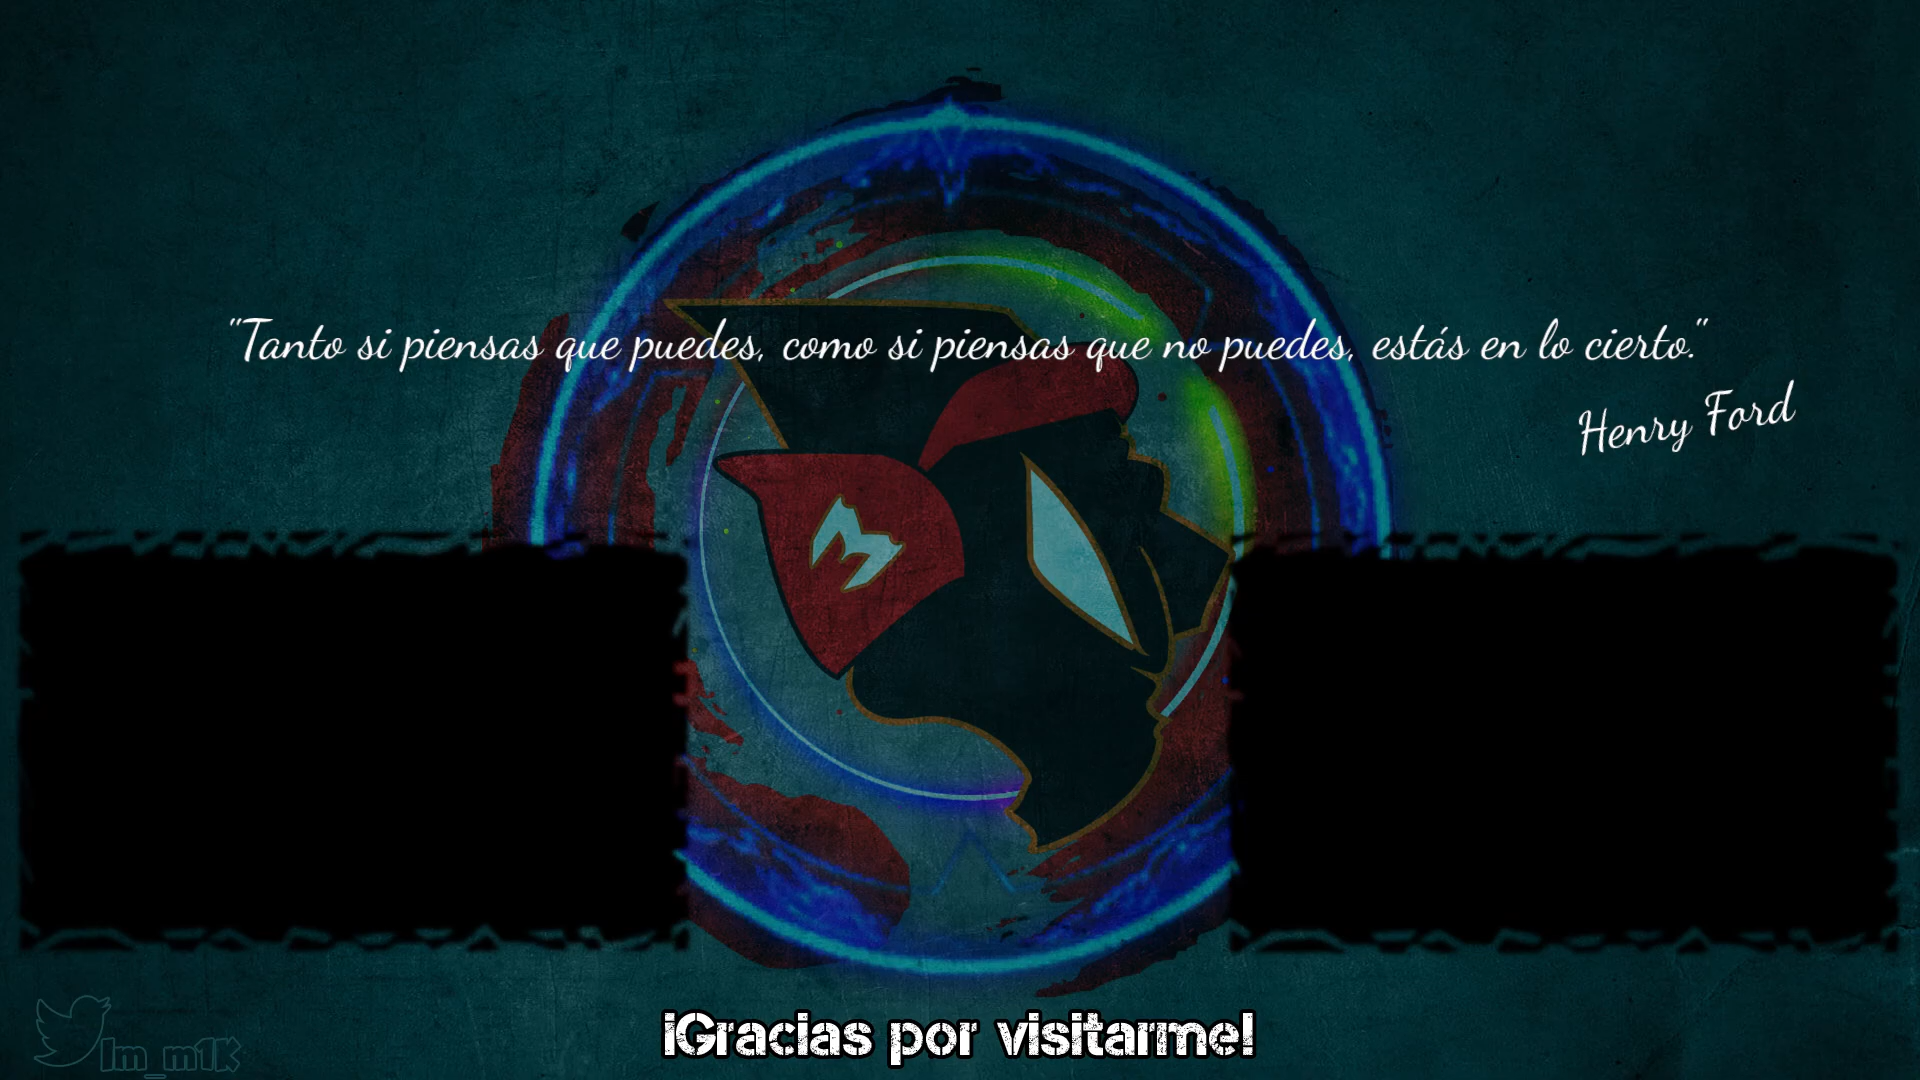 "Tanto si piensas que puedes, como si piensas que no puedes, estás en lo cierto."
Henry Ford
¡Gracias por visitarme!
Im_m1K